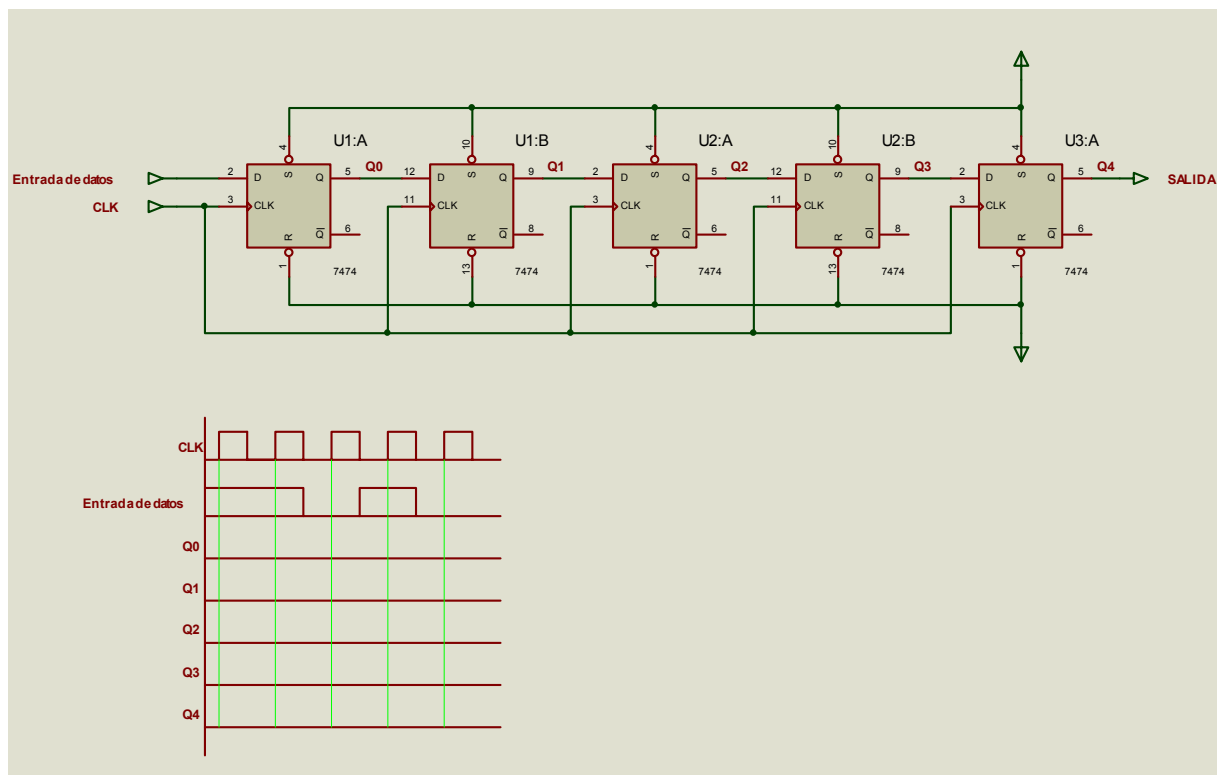 U1:A
U1:B
U2:A
U2:B
U3:A
4
10
4
10
4
Entrada de datos
2
D
S
Q
5
Q0
12
D
S
Q
9
Q1
2
D
S
Q
5
Q2
12
D
S
Q
9
Q3
2
D
S
Q
5
Q4
SALIDA
CLK
3
CLK
11
CLK
3
CLK
11
CLK
3
CLK
R
Q
6
R
Q
8
R
Q
6
R
Q
8
R
Q
6
1
7474
13
7474
1
7474
13
7474
1
7474
CLK
Entrada de datos
Q0
Q1
Q2
Q3
Q4